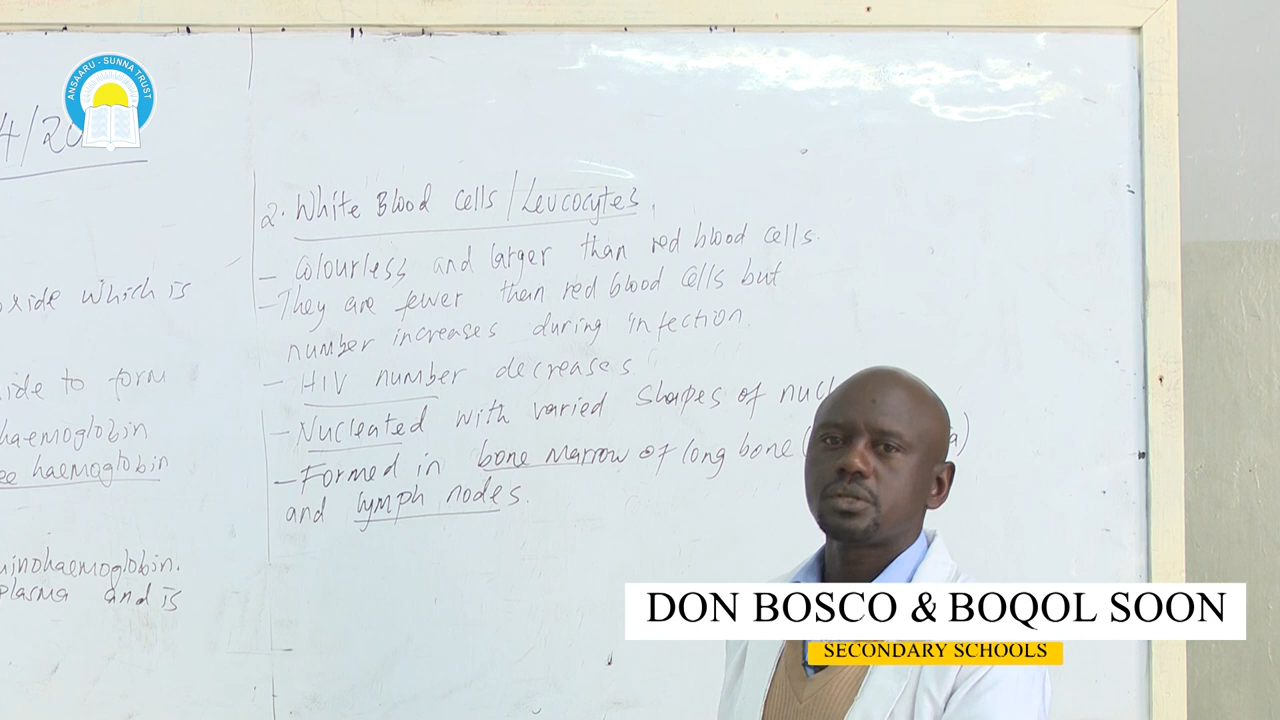 ANSAARU - SUNNA TRUST
4/20
oxide which is
ide to form
haemoglobin
ee haemoglobin
minohaemoglobin.
plasma and is
2. White Blood Cells / Leucocytes.
- Colourless and larger than red blood cells.
- They are fewer than red blood cells but
number increases during infection.
- HIV number decreases.
- Nucleated with varied shapes of nucl
- Formed in bone marrow of long bone ( a)
and lymph nodes.
DON BOSCO & BOQOL SOON
SECONDARY SCHOOLS